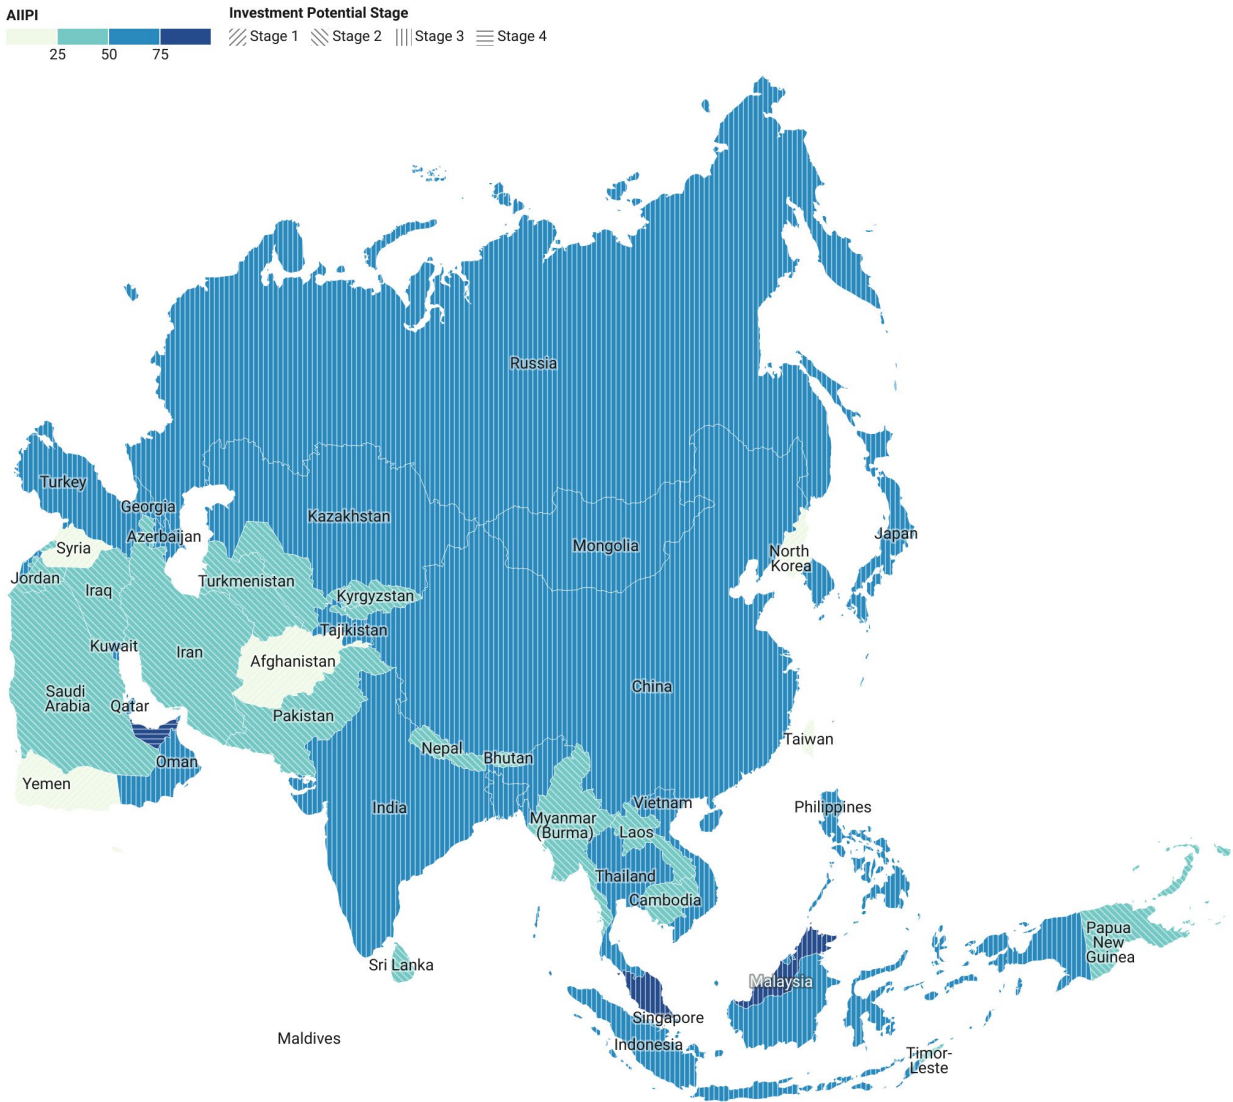 AIIPI
25 50 75
Investment Potential Stage
Stage 1 Stage 2 Stage 3 Stage 4
Russia
Turkey
Georgia
Kazakhstan
Azerbaijan
Japan
Syria
Mongolia
North
Korea
Jordan
Turkmenistan
Iraq
Kyrgyzstan
Tajikistan
Kuwait
Iran
Afghanistan
China
Saudi
Arabia
Qatar
Pakistan
Taiwan
Nepal
Bhutan
Oman
Yemen
Vietnam
India
Philippines
Myanmar
(Burma)
Laos
Thailand
Cambodia
Papua
New
Guinea
Sri Lanka
Malaysia
Singapore
Maldives
Indonesia
Timor-
Leste